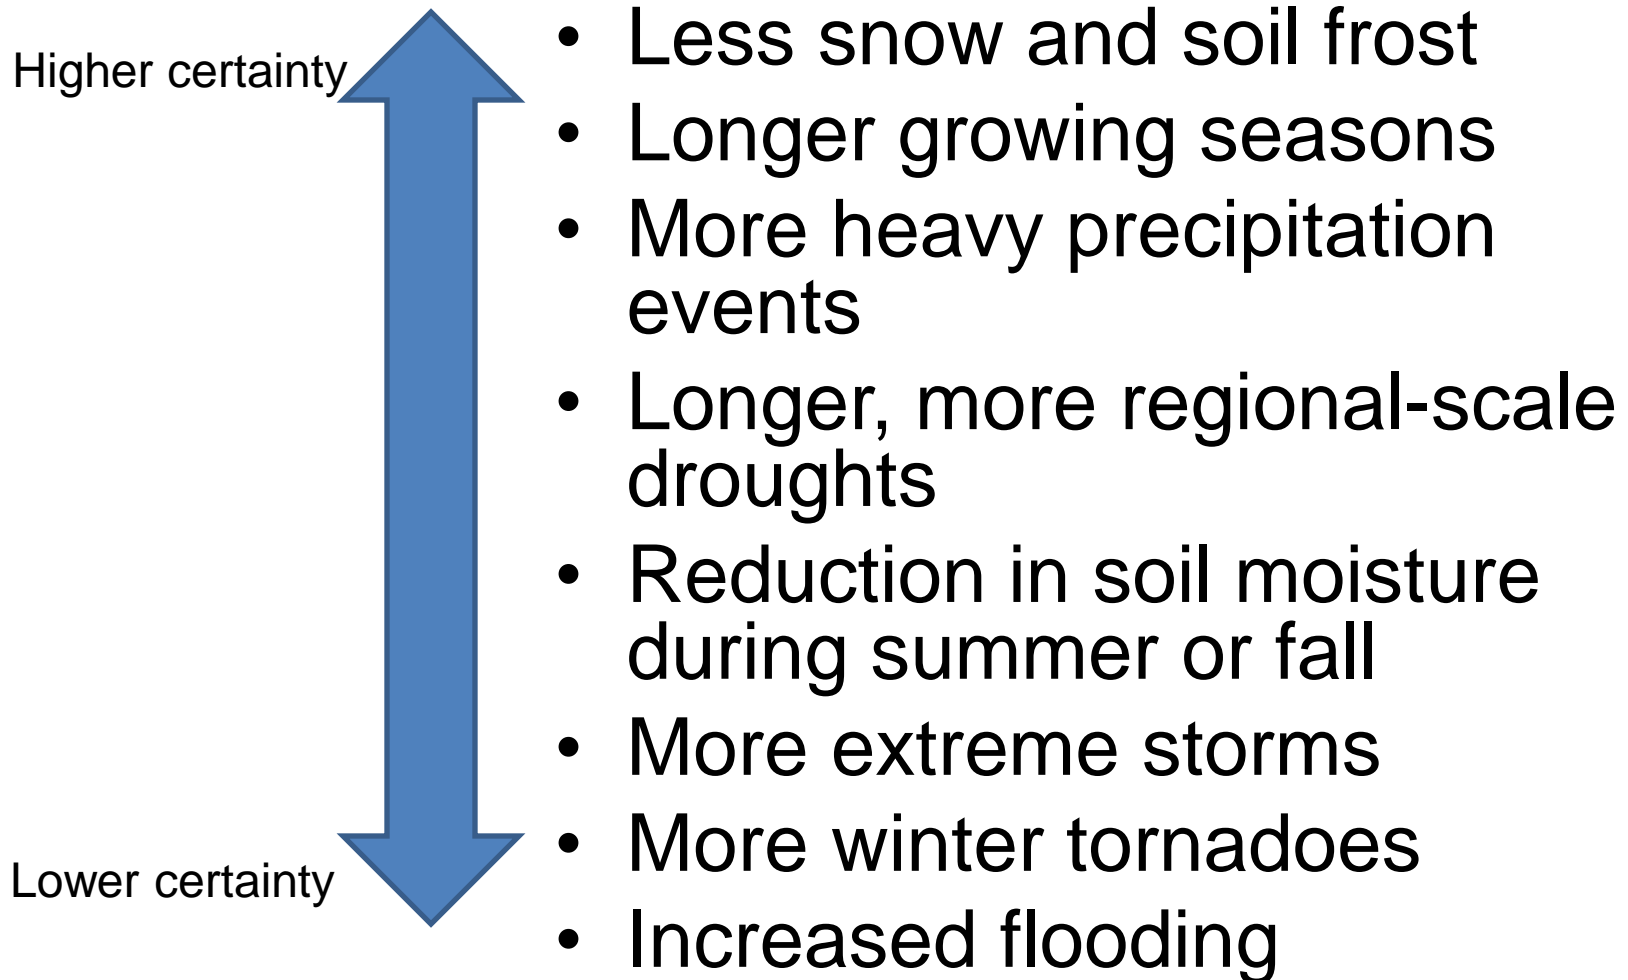 Higher certainty
• Less snow and soil frost
• Longer growing seasons
• More heavy precipitation
events
• Longer, more regional-scale
droughts
• Reduction in soil moisture
during summer or fall
• More extreme storms
• More winter tornadoes
Lower certainty
• Increased flooding